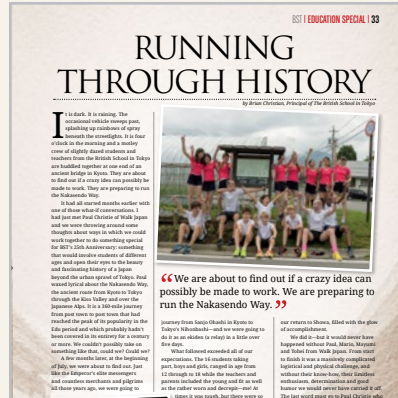 BST | EDUCATION SPECIAL | 33
RUNNING
THROUGH HISTORY
by Brian Christian, Principal of The British School in Tokyo
It is dark. It is raining. The
occasional vehicle sweeps past,
splashing up rainbows of spray
beneath the streetlights. It is four
o'clock in the morning and a motley
crew of slightly dazed students and
teachers from the British School in Tokyo
are huddled together at one end of an
ancient bridge in Kyoto. They are about
to find out if a crazy idea can possibly be
made to work. They are preparing to run
the Nakasendo Way.
It had all started months earlier with
one of those what-if conversations. I
had just met Paul Christie of Walk Japan
and we were throwing around some
thoughts about ways in which we could
work together to do something special
for BST's 25th Anniversary: something
that would involve students of different
ages and open their eyes to the beauty
and fascinating history of a Japan
beyond the urban sprawl of Tokyo. Paul
waxed lyrical about the Nakasendo Way,
the ancient route from Kyoto to Tokyo
through the Kiso Valley and over the
Japanese Alps. It is a 360-mile journey
from post town to post town that had
reached the peak of its popularity in the
Edo period and which probably hadn't
been covered in its entirety for a century
or more. We couldn't possibly take on
something like that, could we? Could we?
A few months later, at the beginning
of July, we were about to find out. Just
like the Emperor's elite messengers
and countless merchants and pilgrims
all those years ago, we were going to
“We are about to find out if a crazy idea can
possibly be made to work. We are preparing to
run the Nakasendo Way.”
journey from Sanjo Ohashi in Kyoto to
Tokyo's Nihonbashi—and we were going to
do it as an ekiden (a relay) in a little over
five days.
What followed exceeded all of our
expectations. The 16 students taking
part, boys and girls, ranged in age from
12 through to 18 while the teachers and
parents included the young and fit as well
as the rather worn and decrepit—me! At
times it was tough, but there were so
our return to Showa, filled with the glow
of accomplishment.
We did it—but it would never have
happened without Paul, Mario, Mayumi
and Yohei from Walk Japan. From start
to finish it was a massively complicated
logistical and physical challenge, and
without their know-how, their limitless
enthusiasm, determination and good
humor we would never have carried it off.
The last word must go to Paul Christie who